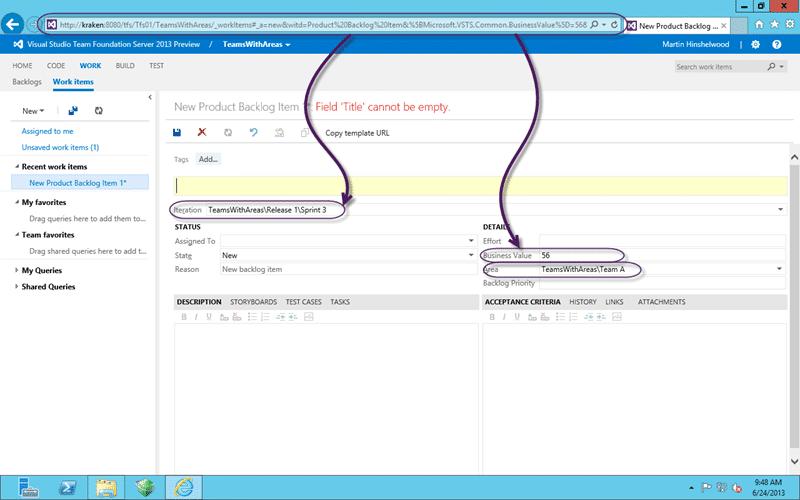 http://kraken:8080/tfs/Tfs01/TeamsWithAreas/_workItems#_a=new&witd=Product%20Backlog%20Item&%5BMicrosoft.VSTS.Common.BusinessValue%5D=568
New Product Backlog ...
Visual Studio Team Foundation Server 2013 Preview / TeamsWithAreas
Martin Hinshelwood
HOME CODE WORK BUILD TEST
Search work items
Backlogs Work items
New
Assigned to me
Unsaved work items (1)
Recent work items
New Product Backlog Item 1*
My favorites
Drag queries here to add them to...
Team favorites
Drag shared queries here to add t...
My Queries
Shared Queries
New Product Backlog Item 1*: Field 'Title' cannot be empty.
Copy template URL
Tags Add...
Iteration TeamsWithAreas\Release 1\Sprint 3
STATUS
Assigned To
State New
Reason New backlog item
DETAILS
Effort
Business Value 56
Area TeamsWithAreas\Team A
Backlog Priority
DESCRIPTION STORYBOARDS TEST CASES TASKS
B I U
ACCEPTANCE CRITERIA HISTORY LINKS ATTACHMENTS
B I U
9:48 AM
6/24/2013